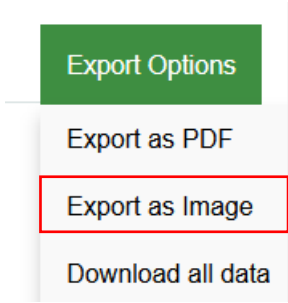 Export Options
Export as PDF
Export as Image
Download all data